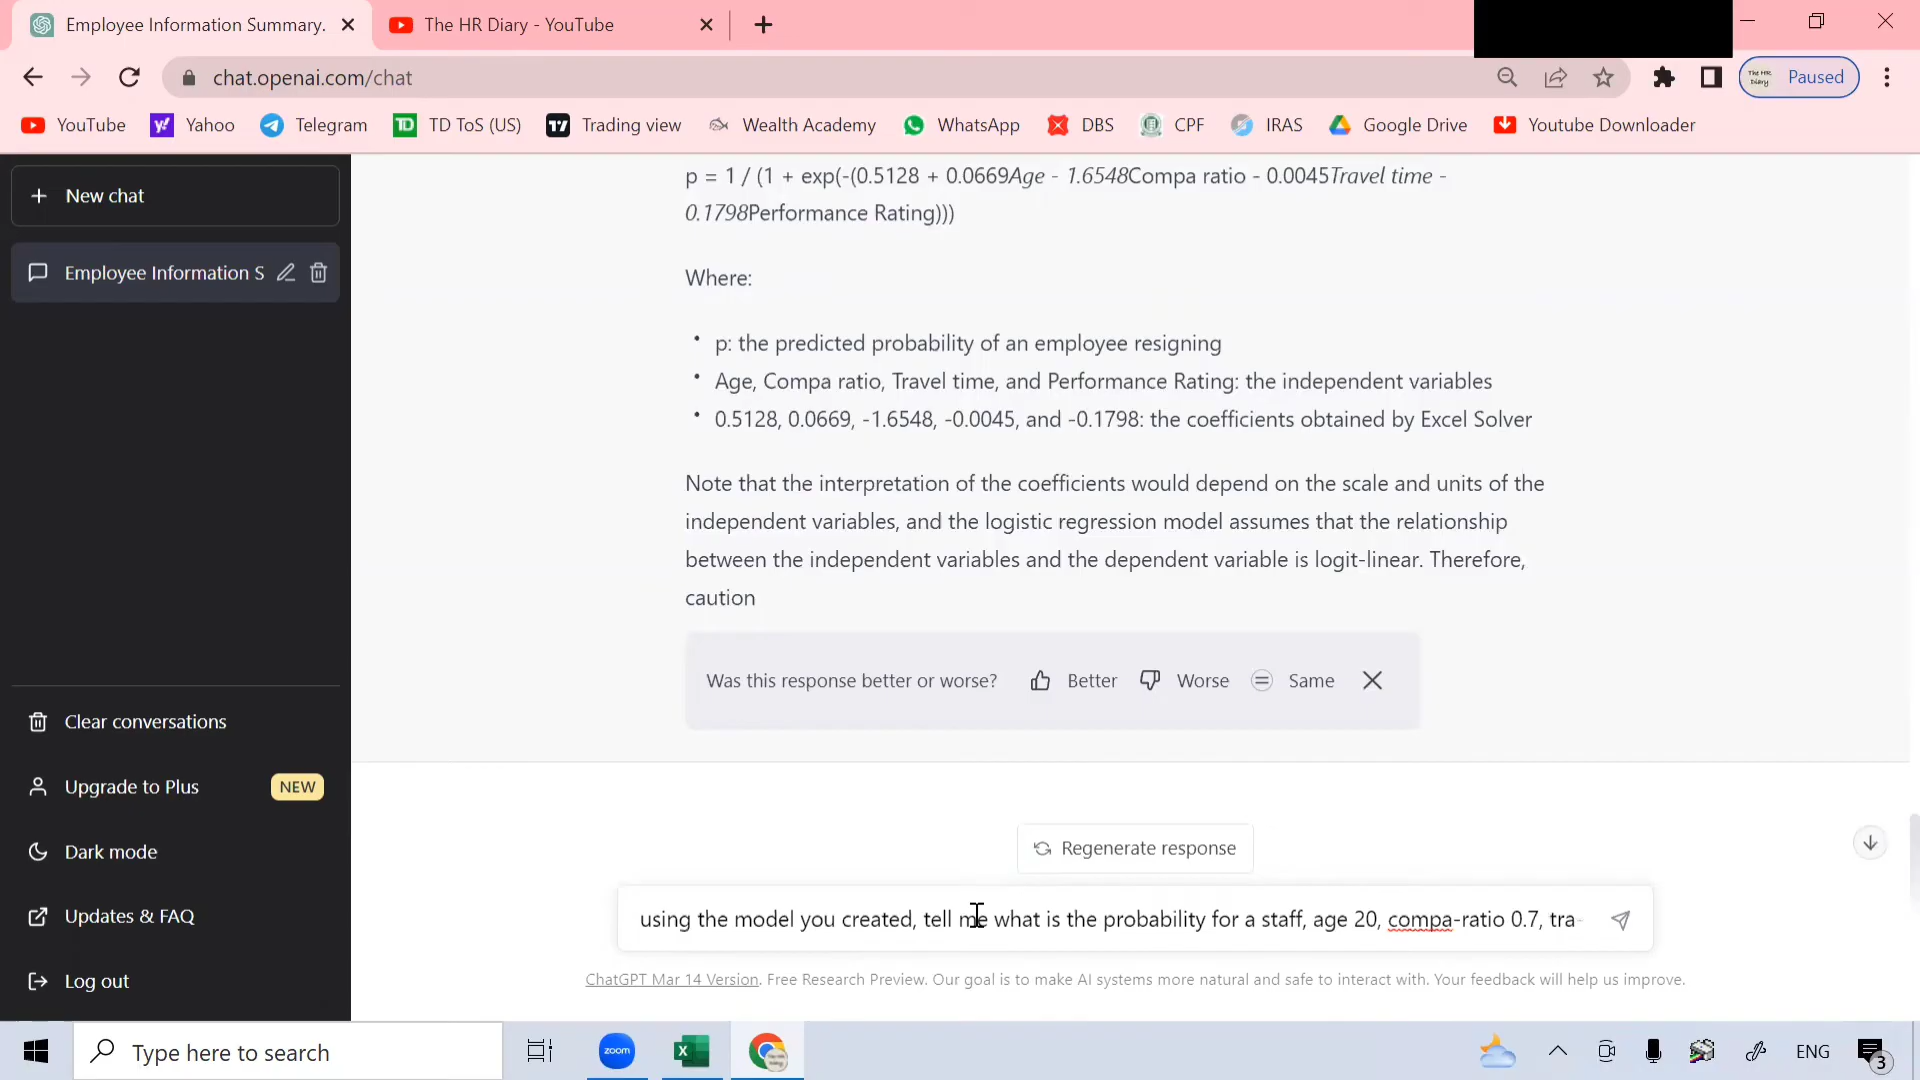 Employee Information Summary.
The HR Diary - YouTube
chat.openai.com/chat
The HR Diary
Paused
YouTube
Yahoo
Telegram
TD ToS (US)
Trading view
Wealth Academy
WhatsApp
DBS
CPF
IRAS
Google Drive
Youtube Downloader
New chat
Employee Information S
Clear conversations
Upgrade to Plus
NEW
Dark mode
Updates & FAQ
Log out
p = 1 / (1 + exp(-(0.5128 + 0.0669Age - 1.6548Compa ratio - 0.0045Travel time -
0.1798Performance Rating)))
Where:
• p: the predicted probability of an employee resigning
• Age, Compa ratio, Travel time, and Performance Rating: the independent variables
• 0.5128, 0.0669, -1.6548, -0.0045, and -0.1798: the coefficients obtained by Excel Solver
Note that the interpretation of the coefficients would depend on the scale and units of the
independent variables, and the logistic regression model assumes that the relationship
between the independent variables and the dependent variable is logit-linear. Therefore,
caution
Was this response better or worse?
Better
Worse
Same
Regenerate response
using the model you created, tell me what is the probability for a staff, age 20, compa-ratio 0.7, tra-
ChatGPT Mar 14 Version. Free Research Preview. Our goal is to make AI systems more natural and safe to interact with. Your feedback will help us improve.
Type here to search
zoom
ENG
3